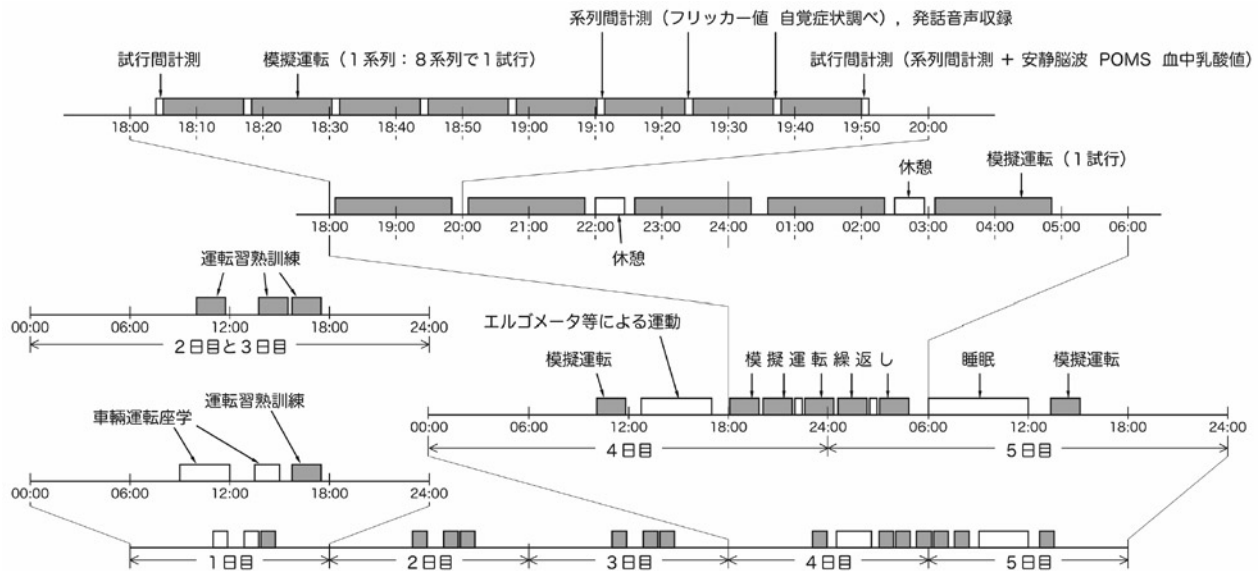 系列間計測（フリッカー値 自覚症状調べ），発話音声収録
試行間計測 模擬運転（１系列：８系列で１試行） 試行間計測（系列間計測 + 安静脳波 POMS 血中乳酸値）
18:00 18:10 18:20 18:30 18:40 18:50 19:00 19:10 19:20 19:30 19:40 19:50 20:00
休憩 模擬運転（１試行）
18:00 19:00 20:00 21:00 22:00 23:00 24:00 01:00 02:00 03:00 04:00 05:00 06:00
休憩
運転習熟訓練
00:00 06:00 12:00 18:00 24:00
２日目と３日目
エルゴメータ等による運動
模擬運転 模擬運転繰返し 睡眠 模擬運転
00:00 06:00 12:00 18:00 00:00 06:00 12:00 18:00 24:00
４日目 ５日目
車輌運転座学 運転習熟訓練
00:00 06:00 12:00 18:00 24:00
１日目 ２日目 ３日目 ４日目 ５日目